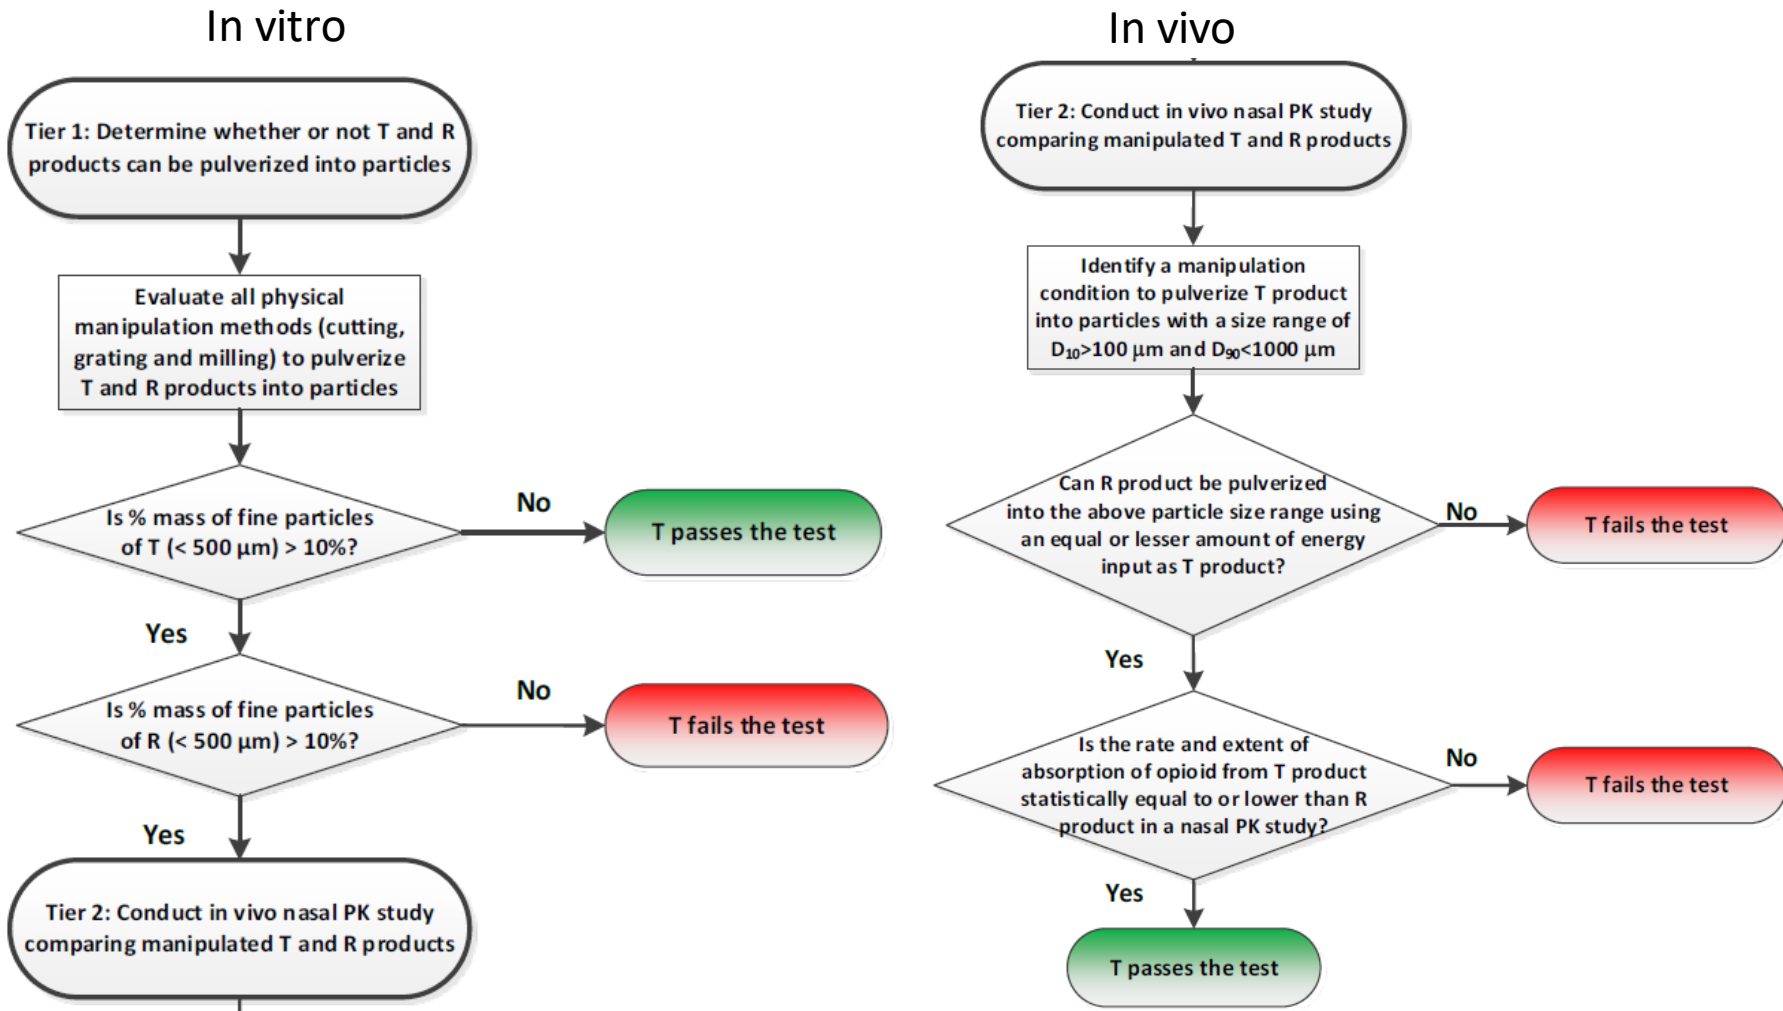 In vitro
Tier 1: Determine whether or not T and R
products can be pulverized into particles
Evaluate all physical
manipulation methods (cutting,
grating and milling) to pulverize
T and R products into particles
Is % mass of fine particles
of T (< 500 μm) > 10%?
No
T passes the test
Yes
Is % mass of fine particles
of R (< 500 μm) > 10%?
No
T fails the test
Yes
Tier 2: Conduct in vivo nasal PK study
comparing manipulated T and R products
In vivo
Tier 2: Conduct in vivo nasal PK study
comparing manipulated T and R products
Identify a manipulation
condition to pulverize T product
into particles with a size range of
D₁₀>100 μm and D₉₀<1000 μm
Can R product be pulverized
into the above particle size range using
an equal or lesser amount of energy
input as T product?
No
T fails the test
Yes
Is the rate and extent of
absorption of opioid from T product
statistically equal to or lower than R
product in a nasal PK study?
No
T fails the test
Yes
T passes the test